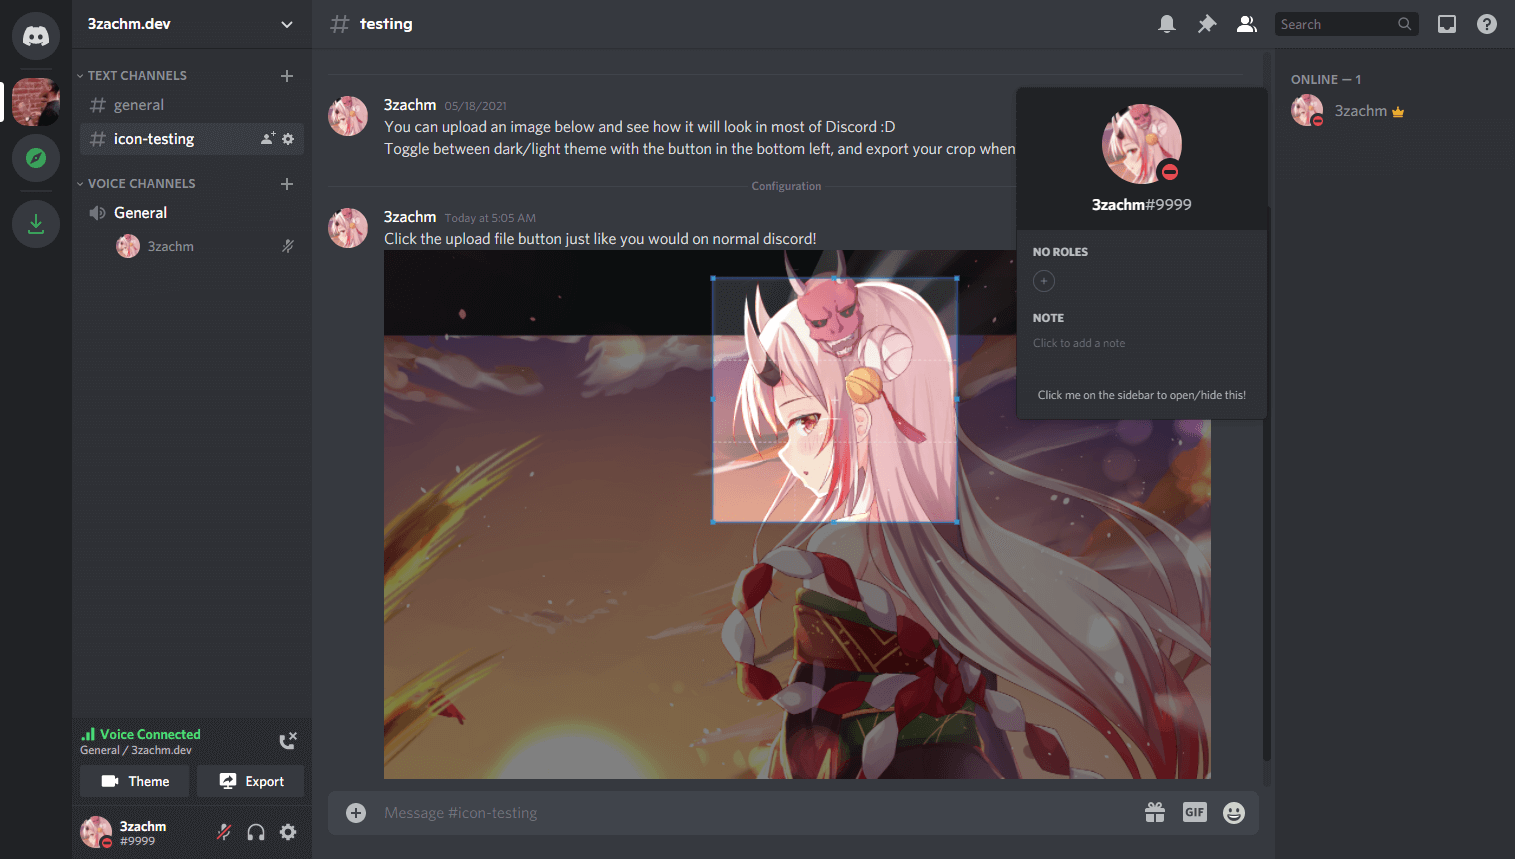 3zachm.dev
TEXT CHANNELS
# general
# icon-testing
VOICE CHANNELS
General
3zachm
Voice Connected
General / 3zachm.dev
Theme
Export
3zachm
#9999
# testing
Search
3zachm 05/18/2021
You can upload an image below and see how it will look in most of Discord :D
Toggle between dark/light theme with the button in the bottom left, and export your crop when
Configuration
3zachm Today at 5:05 AM
Click the upload file button just like you would on normal discord!
Message #icon-testing
GIF
3zachm#9999
NO ROLES
NOTE
Click to add a note
Click me on the sidebar to open/hide this!
ONLINE — 1
3zachm